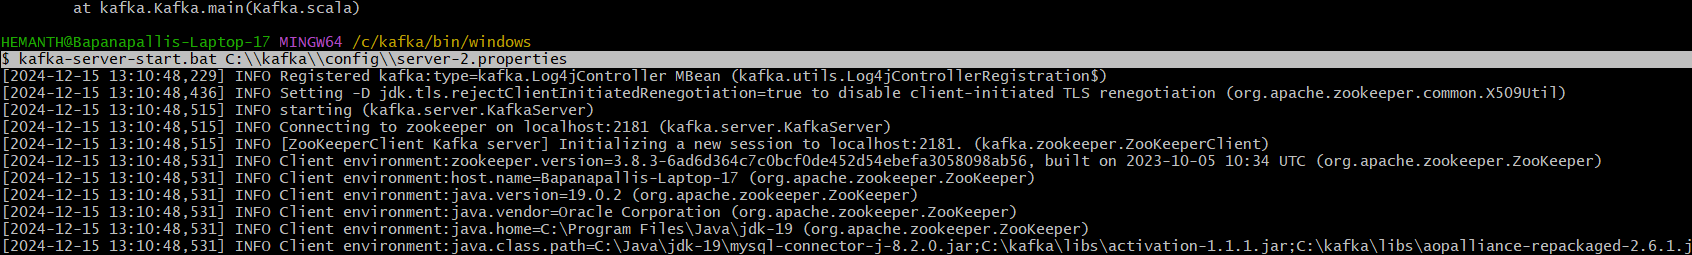 at kafka.Kafka.main(Kafka.scala)
HEMANTH@Bapanapallis-Laptop-17 MINGW64 /c/kafka/bin/windows
$ kafka-server-start.bat C:\\kafka\\config\\server-2.properties
[2024-12-15 13:10:48,229] INFO Registered kafka:type=kafka.Log4jController MBean (kafka.utils.Log4jControllerRegistration$)
[2024-12-15 13:10:48,436] INFO Setting -D jdk.tls.rejectClientInitiatedRenegotiation=true to disable client-initiated TLS renegotiation (org.apache.zookeeper.common.X509Util)
[2024-12-15 13:10:48,515] INFO starting (kafka.server.KafkaServer)
[2024-12-15 13:10:48,515] INFO Connecting to zookeeper on localhost:2181 (kafka.server.KafkaServer)
[2024-12-15 13:10:48,515] INFO [ZooKeeperClient Kafka server] Initializing a new session to localhost:2181. (kafka.zookeeper.ZooKeeperClient)
[2024-12-15 13:10:48,531] INFO Client environment:zookeeper.version=3.8.3-6ad6d364c7c0bcf0de452d54ebefa3058098ab56, built on 2023-10-05 10:34 UTC (org.apache.zookeeper.ZooKeeper)
[2024-12-15 13:10:48,531] INFO Client environment:host.name=Bapanapallis-Laptop-17 (org.apache.zookeeper.ZooKeeper)
[2024-12-15 13:10:48,531] INFO Client environment:java.version=19.0.2 (org.apache.zookeeper.ZooKeeper)
[2024-12-15 13:10:48,531] INFO Client environment:java.vendor=Oracle Corporation (org.apache.zookeeper.ZooKeeper)
[2024-12-15 13:10:48,531] INFO Client environment:java.home=C:\Program Files\Java\jdk-19 (org.apache.zookeeper.ZooKeeper)
[2024-12-15 13:10:48,531] INFO Client environment:java.class.path=C:\Java\jdk-19\mysql-connector-j-8.2.0.jar;C:\kafka\libs\activation-1.1.1.jar;C:\kafka\libs\aopalliance-repackaged-2.6.1.j